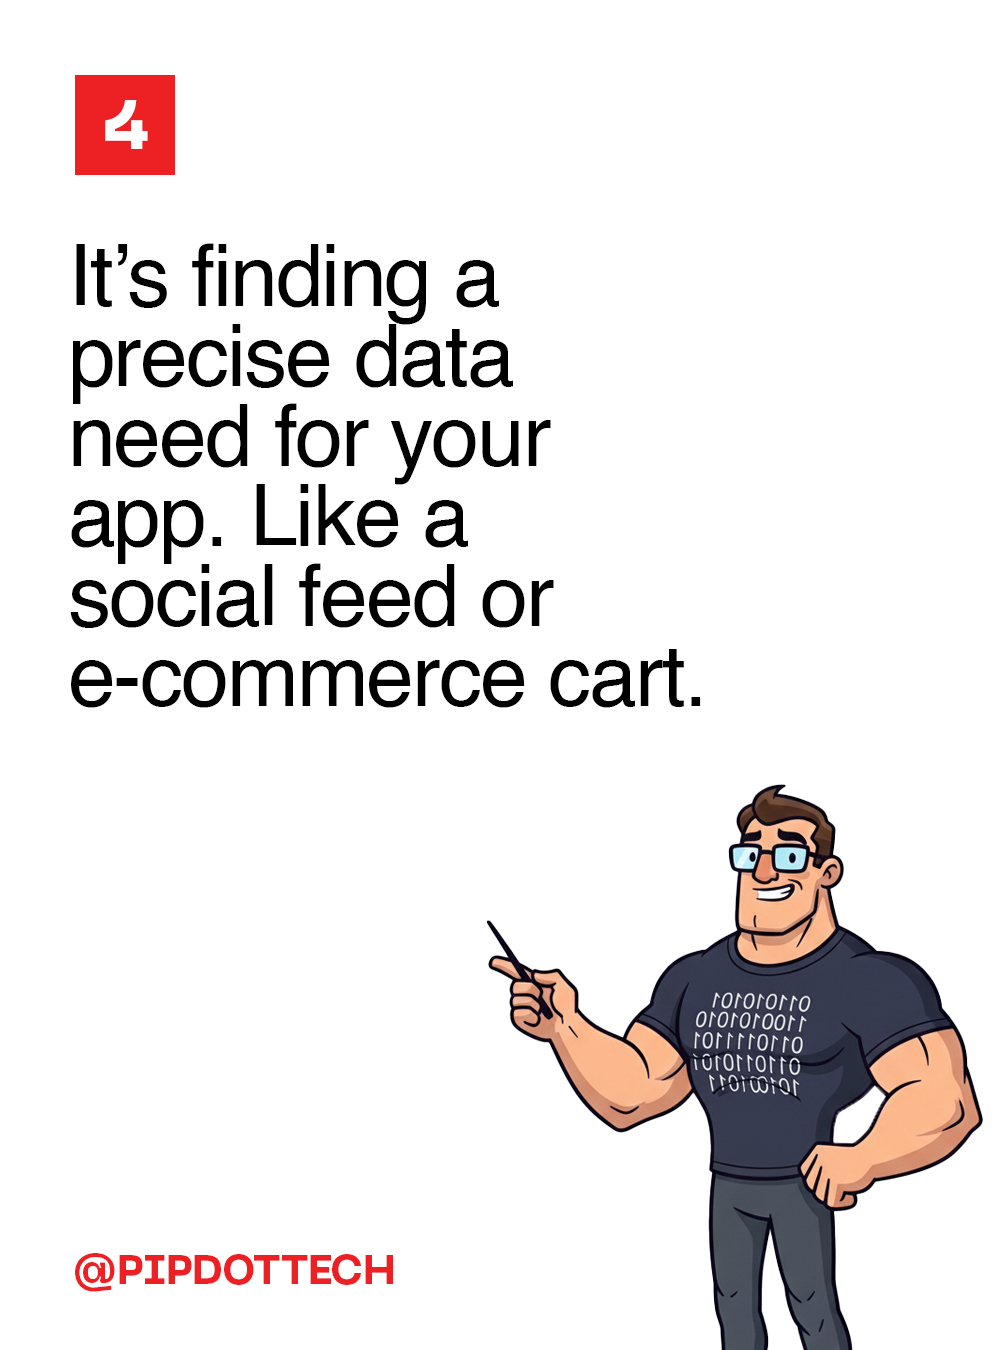 4
It’s finding a
precise data
need for your
app. Like a
social feed or
e-commerce cart.
@PIPDOTTECH